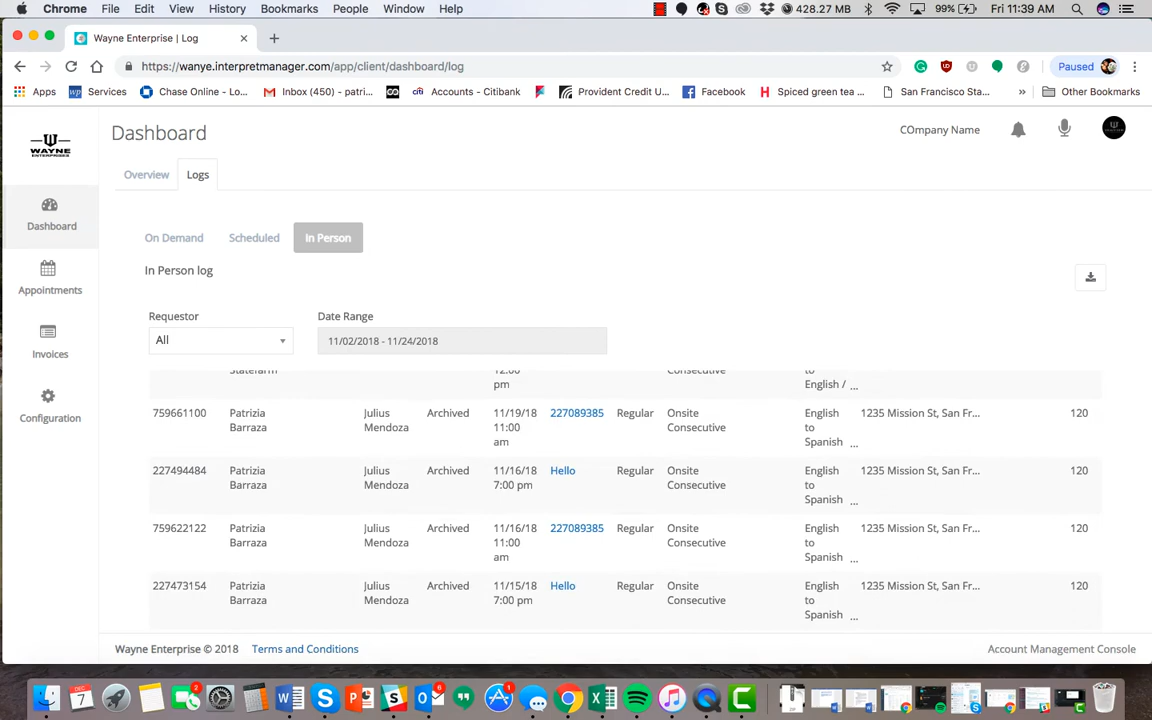 Chrome File Edit View History Bookmarks People Window Help 428.27 MB 99% Fri 11:39 AM
Wayne Enterprise | Log
https://wanye.interpretmanager.com/app/client/dashboard/log Paused
Apps Services Chase Online - Lo... Inbox (450) - patri... Accounts - Citibank Provident Credit U... Facebook Spiced green tea ... San Francisco Sta... » Other Bookmarks
WAYNE
ENTERPRISES
Dashboard
COmpany Name
Overview Logs
Dashboard
Appointments
Invoices
Configuration
On Demand Scheduled In Person
In Person log
Requestor Date Range
All 11/02/2018 - 11/24/2018
Statefarm 12:00 Consecutive to
pm English / ...
759661100 Patrizia Julius Archived 11/19/18 227089385 Regular Onsite English 1235 Mission St, San Fr... 120
Barraza Mendoza 11:00 Consecutive to
am Spanish ...
227494484 Patrizia Julius Archived 11/16/18 Hello Regular Onsite English 1235 Mission St, San Fr... 120
Barraza Mendoza 7:00 pm Consecutive to
Spanish ...
759622122 Patrizia Julius Archived 11/16/18 227089385 Regular Onsite English 1235 Mission St, San Fr... 120
Barraza Mendoza 11:00 Consecutive to
am Spanish ...
227473154 Patrizia Julius Archived 11/15/18 Hello Regular Onsite English 1235 Mission St, San Fr... 120
Barraza Mendoza 7:00 pm Consecutive to
Spanish ...
Wayne Enterprise © 2018 Terms and Conditions Account Management Console
DEC
7
2
6
1